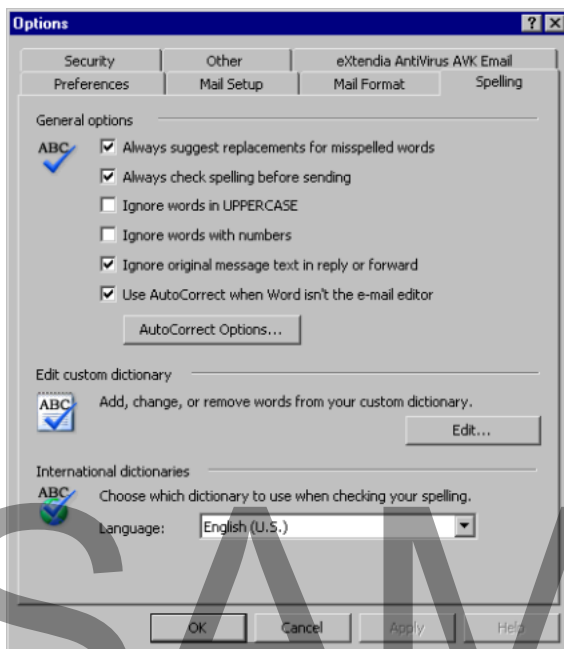 Options
Security Other eXtendia AntiVirus AVK Email
Preferences Mail Setup Mail Format Spelling
General options
ABC Always suggest replacements for misspelled words
Always check spelling before sending
Ignore words in UPPERCASE
Ignore words with numbers
Ignore original message text in reply or forward
Use AutoCorrect when Word isn't the e-mail editor
AutoCorrect Options...
Edit custom dictionary
ABC Add, change, or remove words from your custom dictionary.
Edit...
International dictionaries
ABC Choose which dictionary to use when checking your spelling.
Language: English (U.S.)
OK Cancel Apply Help
SAM